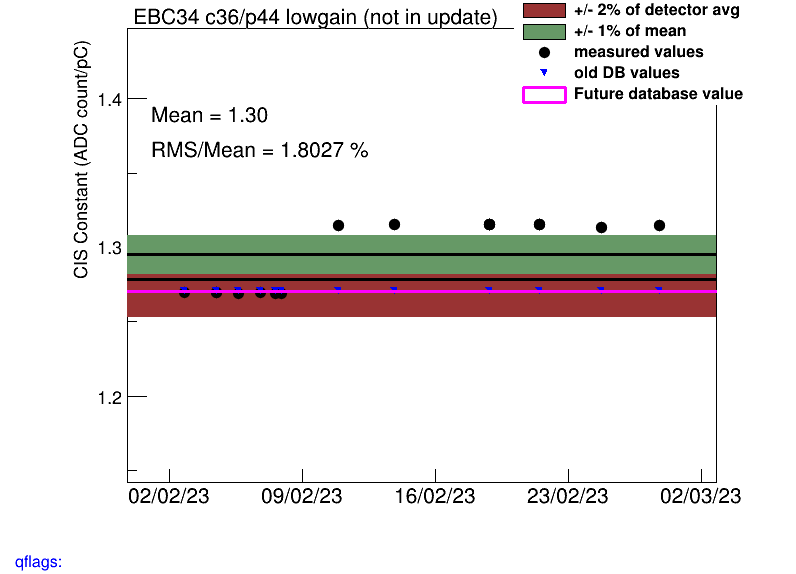 EBC34 c36/p44 lowgain (not in update)
+/- 2% of detector avg
+/- 1% of mean
measured values
old DB values
Future database value
CIS Constant (ADC count/pC)
1.4
1.3
1.2
Mean = 1.30
RMS/Mean = 1.8027 %
02/02/23
09/02/23
16/02/23
23/02/23
02/03/23
qflags: